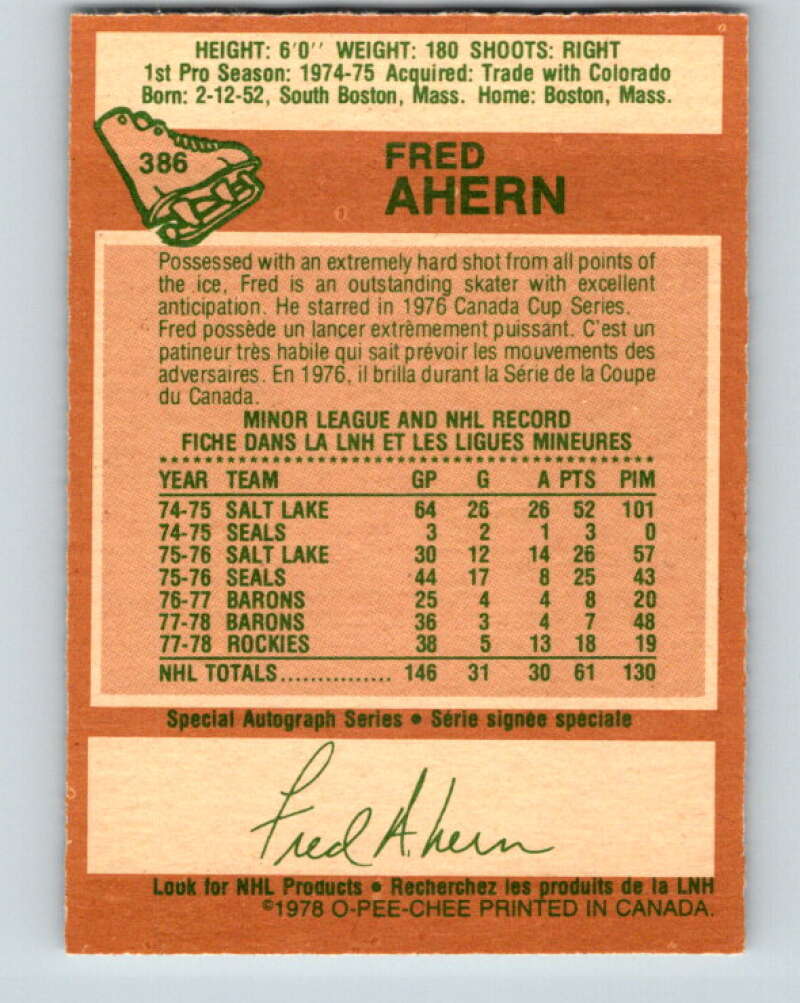 HEIGHT: 6'0'' WEIGHT: 180 SHOOTS: RIGHT
1st Pro Season: 1974-75 Acquired: Trade with Colorado
Born: 2-12-52, South Boston, Mass. Home: Boston, Mass.
386
FRED
AHERN
Possessed with an extremely hard shot from all points of
the ice, Fred is an outstanding skater with excellent
anticipation. He starred in 1976 Canada Cup Series.
Fred possède un lancer extrêmement puissant. C'est un
patineur très habile qui sait prévoir les mouvements des
adversaires. En 1976, il brilla durant la Série de la Coupe
du Canada.
MINOR LEAGUE AND NHL RECORD
FICHE DANS LA LNH ET LES LIGUES MINEURES
YEAR TEAM GP G A PTS PIM
74-75 SALT LAKE 64 26 26 52 101
74-75 SEALS 3 2 1 3 0
75-76 SALT LAKE 30 12 14 26 57
75-76 SEALS 44 17 8 25 43
76-77 BARONS 25 4 4 8 20
77-78 BARONS 36 3 4 7 48
77-78 ROCKIES 38 5 13 18 19
NHL TOTALS............... 146 31 30 61 130
Special Autograph Series • Série signée spéciale
Fred Ahern
Look for NHL Products • Recherchez les produits de la LNH
©1978 O-PEE-CHEE PRINTED IN CANADA.